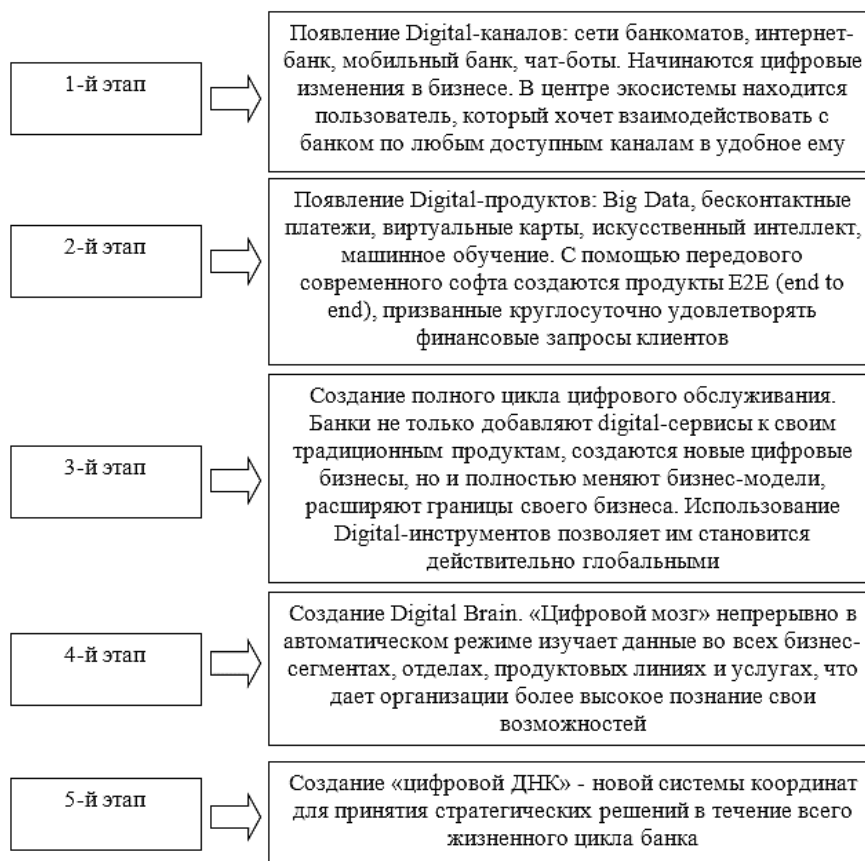 1-й этап
Появление Digital-каналов: сети банкоматов, интернет-
банк, мобильный банк, чат-боты. Начинаются цифровые
изменения в бизнесе. В центре экосистемы находится
пользователь, который хочет взаимодействовать с
банком по любым доступным каналам в удобное ему
2-й этап
Появление Digital-продуктов: Big Data, бесконтактные
платежи, виртуальные карты, искусственный интеллект,
машинное обучение. С помощью передового
современного софта создаются продукты E2E (end to
end), призванные круглосуточно удовлетворять
финансовые запросы клиентов
3-й этап
Создание полного цикла цифрового обслуживания.
Банки не только добавляют digital-сервисы к своим
традиционным продуктам, создаются новые цифровые
бизнесы, но и полностью меняют бизнес-модели,
расширяют границы своего бизнеса. Использование
Digital-инструментов позволяет им становится
действительно глобальными
4-й этап
Создание Digital Brain. «Цифровой мозг» непрерывно в
автоматическом режиме изучает данные во всех бизнес-
сегментах, отделах, продуктовых линиях и услугах, что
дает организации более высокое познание свои
возможностей
5-й этап
Создание «цифровой ДНК» - новой системы координат
для принятия стратегических решений в течение всего
жизненного цикла банка